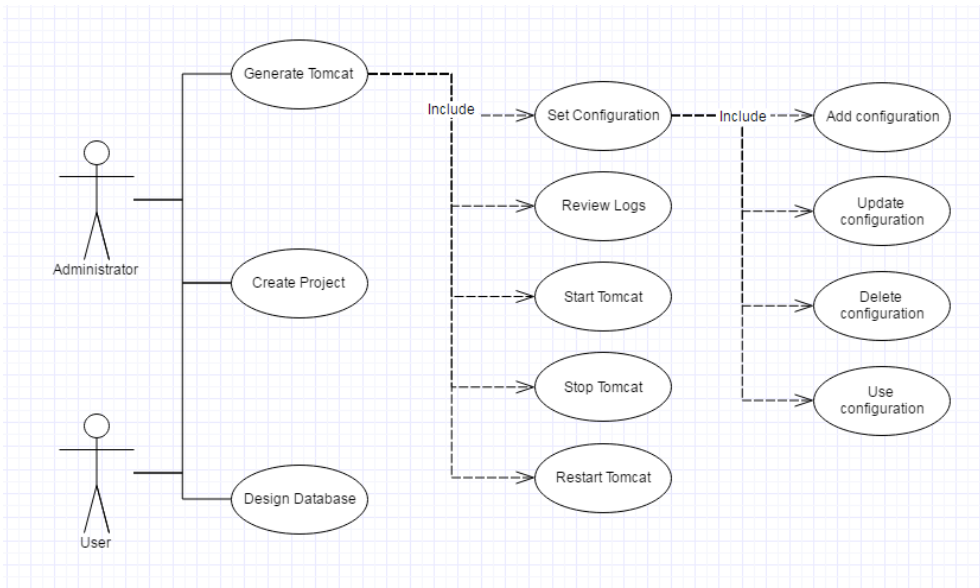 Generate Tomcat
Include
Set Configuration
Include
Add configuration
Review Logs
Update
configuration
Administrator
Create Project
Start Tomcat
Delete
configuration
Stop Tomcat
Use
configuration
User
Design Database
Restart Tomcat